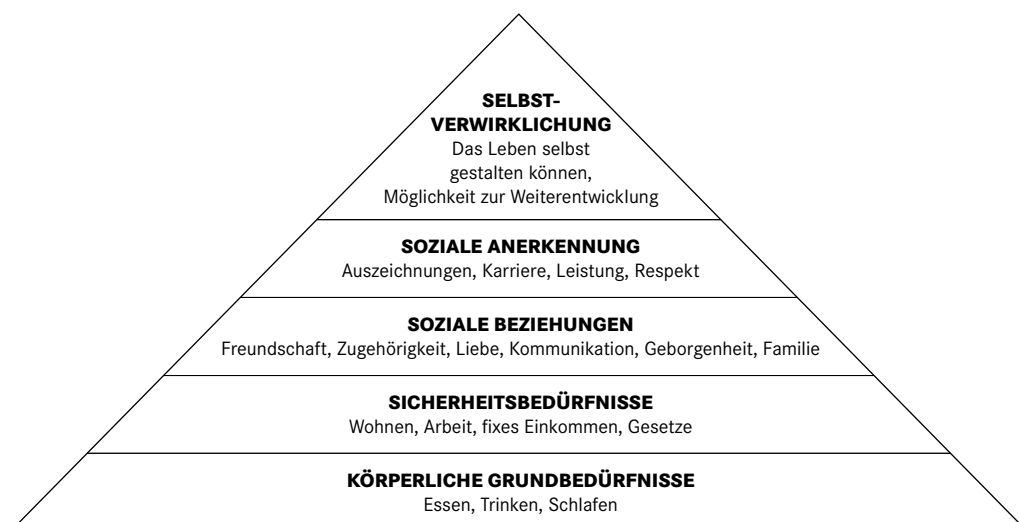 SELBST-
VERWIRKLICHUNG
Das Leben selbst
gestalten können,
Möglichkeit zur Weiterentwicklung
SOZIALE ANERKENNUNG
Auszeichnungen, Karriere, Leistung, Respekt
SOZIALE BEZIEHUNGEN
Freundschaft, Zugehörigkeit, Liebe, Kommunikation, Geborgenheit, Familie
SICHERHEITSBEDÜRFNISSE
Wohnen, Arbeit, fixes Einkommen, Gesetze
KÖRPERLICHE GRUNDBEDÜRFNISSE
Essen, Trinken, Schlafen